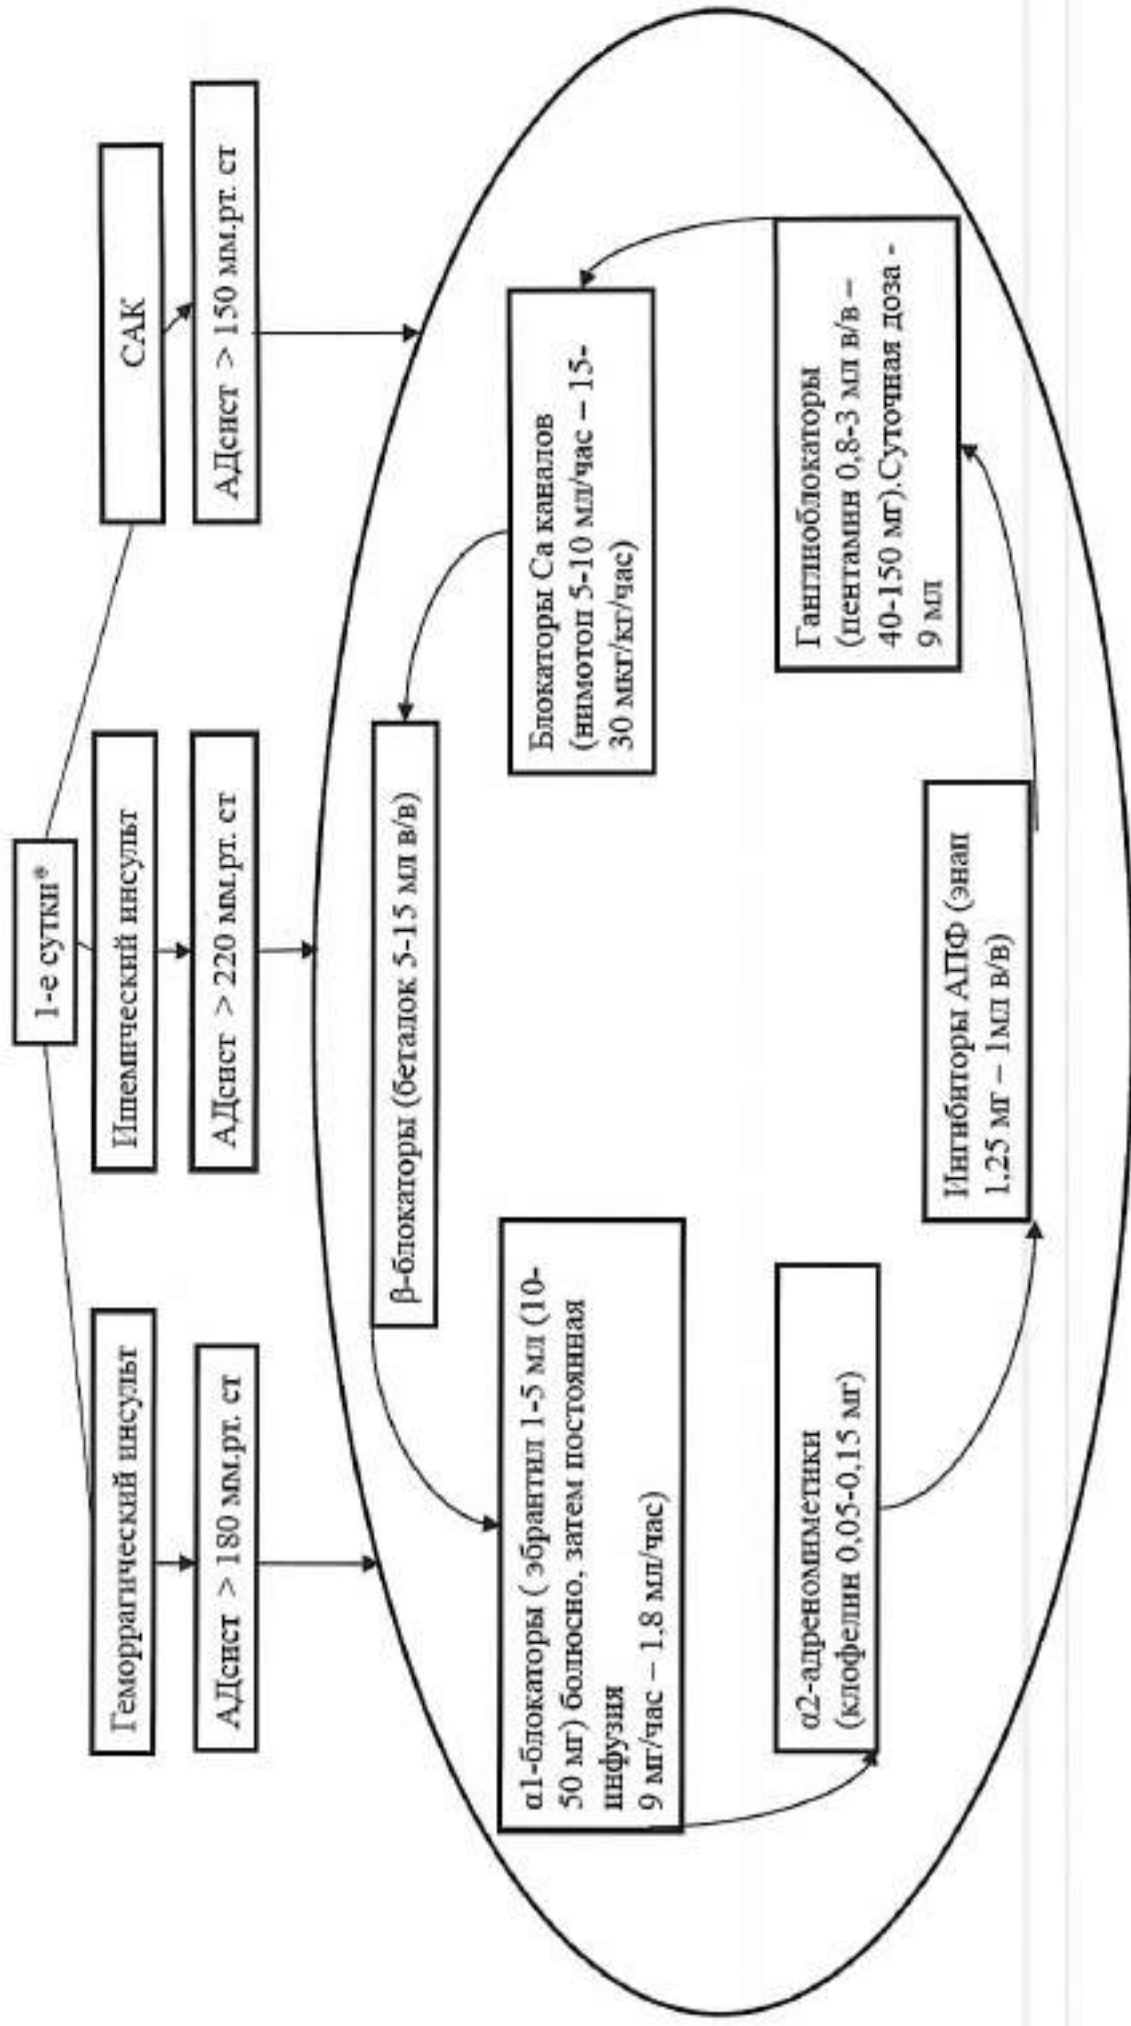 1-е сутки*
Геморрагический инсульт
Ишемический инсульт
САК
АДсист > 180 мм.рт. ст
АДсист > 220 мм.рт. ст
АДсист > 150 мм.рт. ст
β-блокаторы (беталок 5-15 мл в/в)
α1-блокаторы ( эбрантил 1-5 мл (10-
50 мг) болюсно, затем постоянная
инфузия
9 мг/час – 1,8 мл/час)
Блокаторы Са каналов
(нимотоп 5-10 мл/час – 15-
30 мкг/кг/час)
α2-адреномиметики
(клофелин 0,05-0,15 мг)
Ганглиоблокаторы
(пентамин 0,8-3 мл в/в –
40-150 мг).Суточная доза -
9 мл
Ингибиторы АПФ (энап
1,25 мг – 1мл в/в)